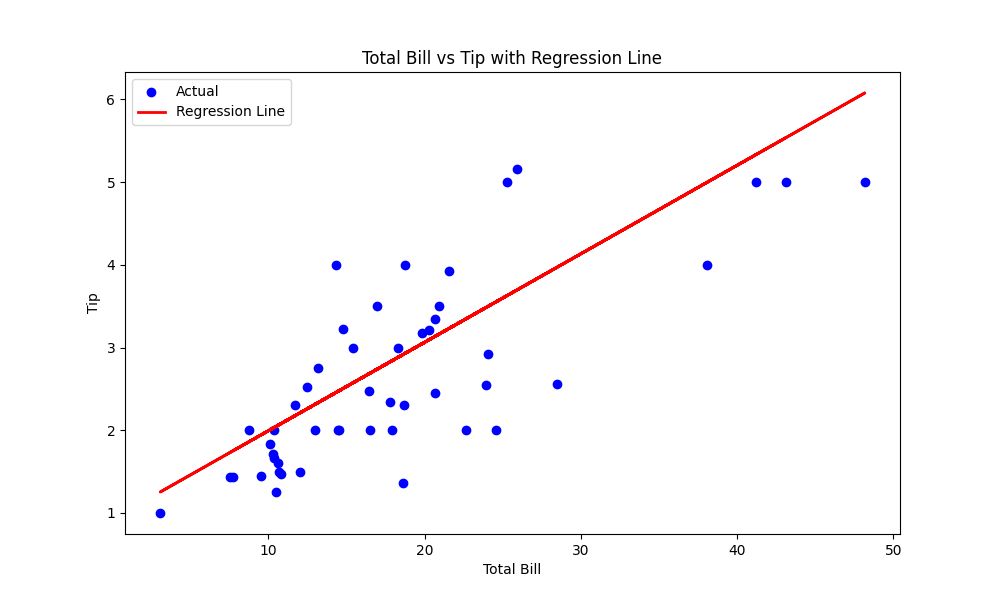 Total Bill vs Tip with Regression Line
Actual
Regression Line
6
5
4
3
2
1
Tip
10 20 30 40 50
Total Bill